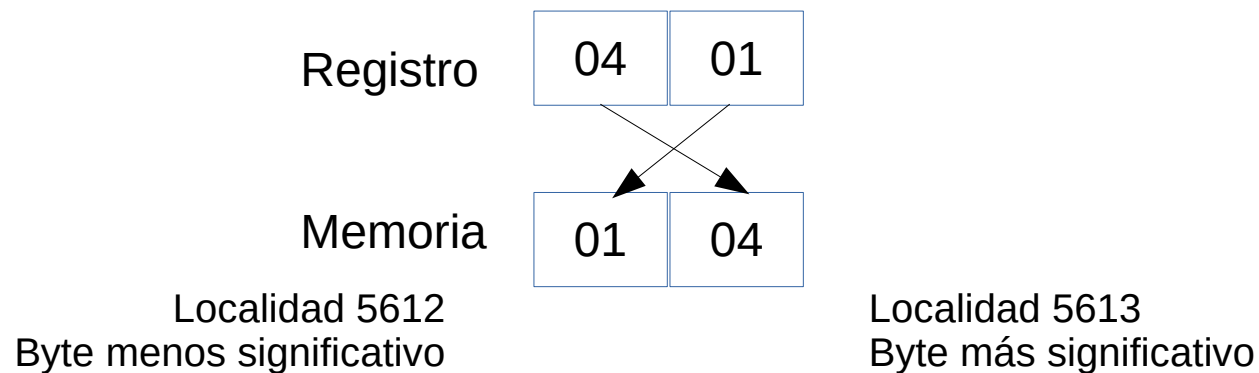 Registro 04 01
Memoria 01 04
Localidad 5612
Byte menos significativo
Localidad 5613
Byte más significativo